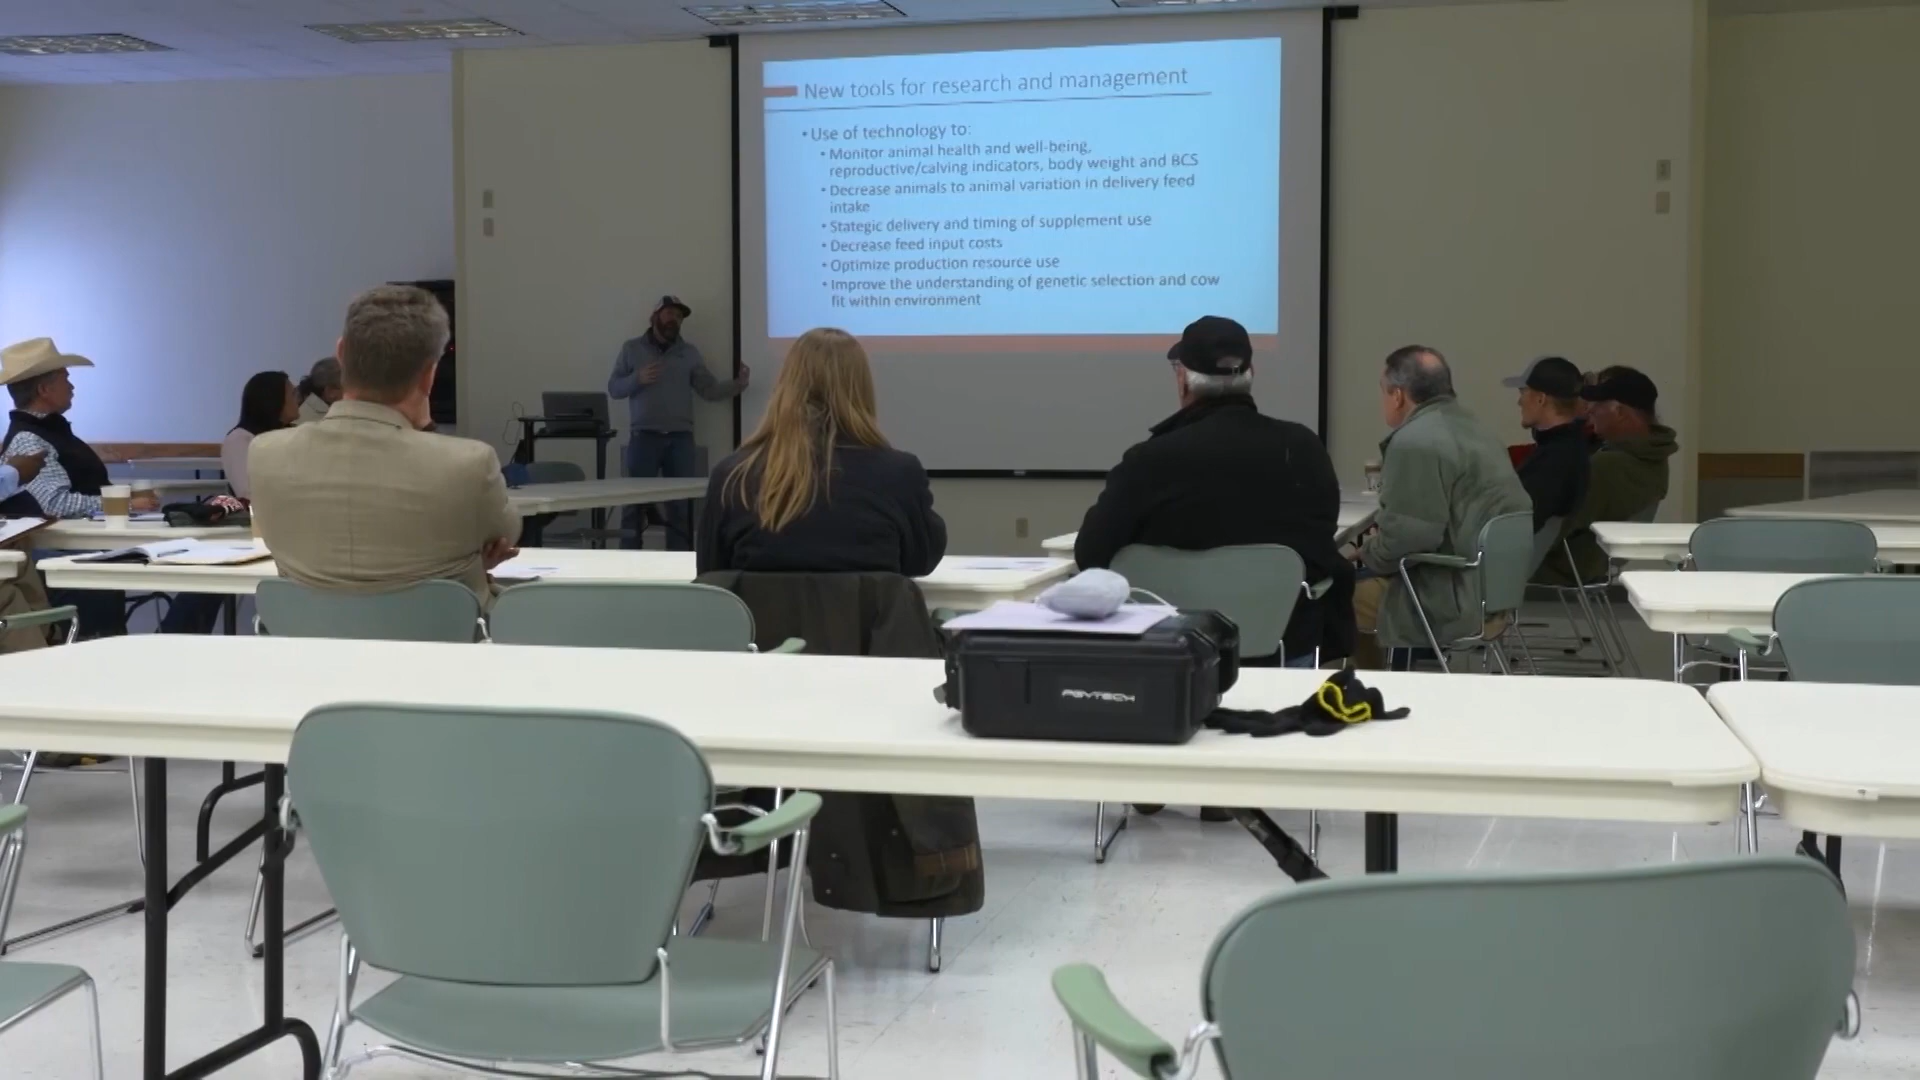 New tools for research and management
• Use of technology to:
• Monitor animal health and well-being,
reproductive/calving indicators, body weight and BCS
• Decrease animals to animal variation in delivery feed
intake
• Stategic delivery and timing of supplement use
• Decrease feed input costs
• Optimize production resource use
• Improve the understanding of genetic selection and cow
fit within environment
PGYTECH